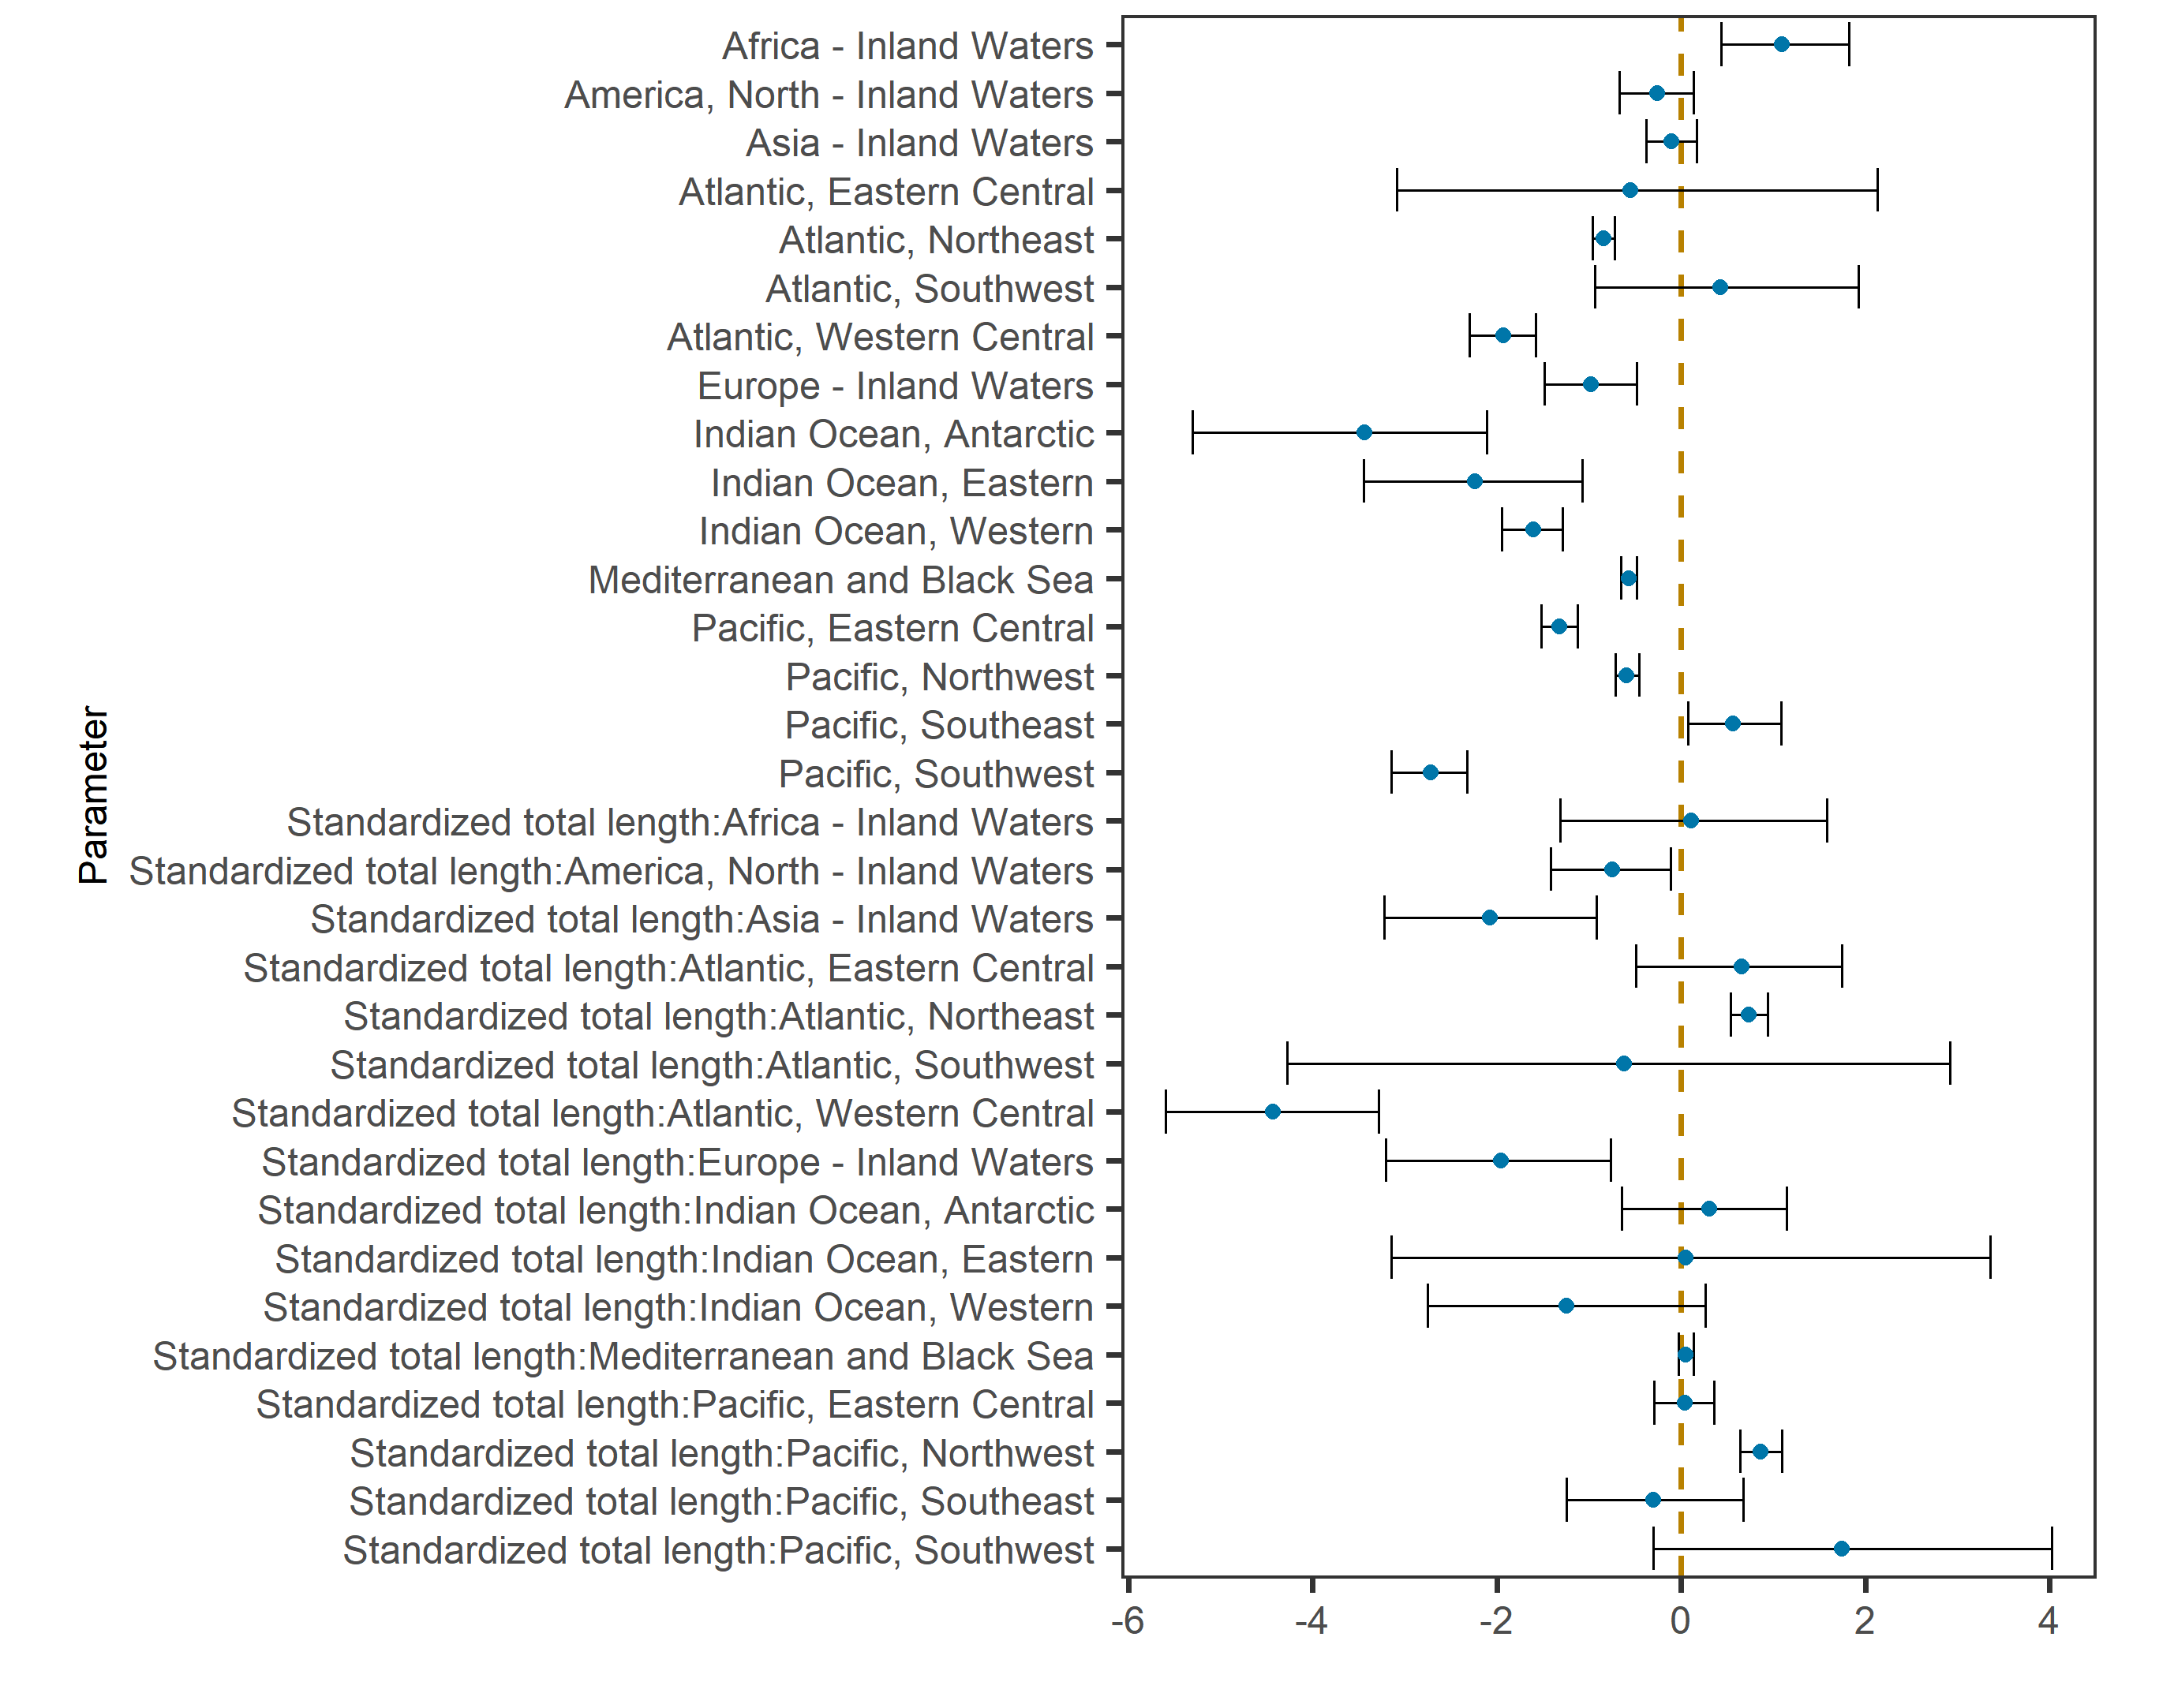 Africa - Inland Waters
America, North - Inland Waters
Asia - Inland Waters
Atlantic, Eastern Central
Atlantic, Northeast
Atlantic, Southwest
Atlantic, Western Central
Europe - Inland Waters
Indian Ocean, Antarctic
Indian Ocean, Eastern
Indian Ocean, Western
Mediterranean and Black Sea
Pacific, Eastern Central
Pacific, Northwest
Pacific, Southeast
Pacific, Southwest
Standardized total length:Africa - Inland Waters
Standardized total length:America, North - Inland Waters
Standardized total length:Asia - Inland Waters
Standardized total length:Atlantic, Eastern Central
Standardized total length:Atlantic, Northeast
Standardized total length:Atlantic, Southwest
Standardized total length:Atlantic, Western Central
Standardized total length:Europe - Inland Waters
Standardized total length:Indian Ocean, Antarctic
Standardized total length:Indian Ocean, Eastern
Standardized total length:Indian Ocean, Western
Standardized total length:Mediterranean and Black Sea
Standardized total length:Pacific, Eastern Central
Standardized total length:Pacific, Northwest
Standardized total length:Pacific, Southeast
Standardized total length:Pacific, Southwest
Parameter
-6 -4 -2 0 2 4